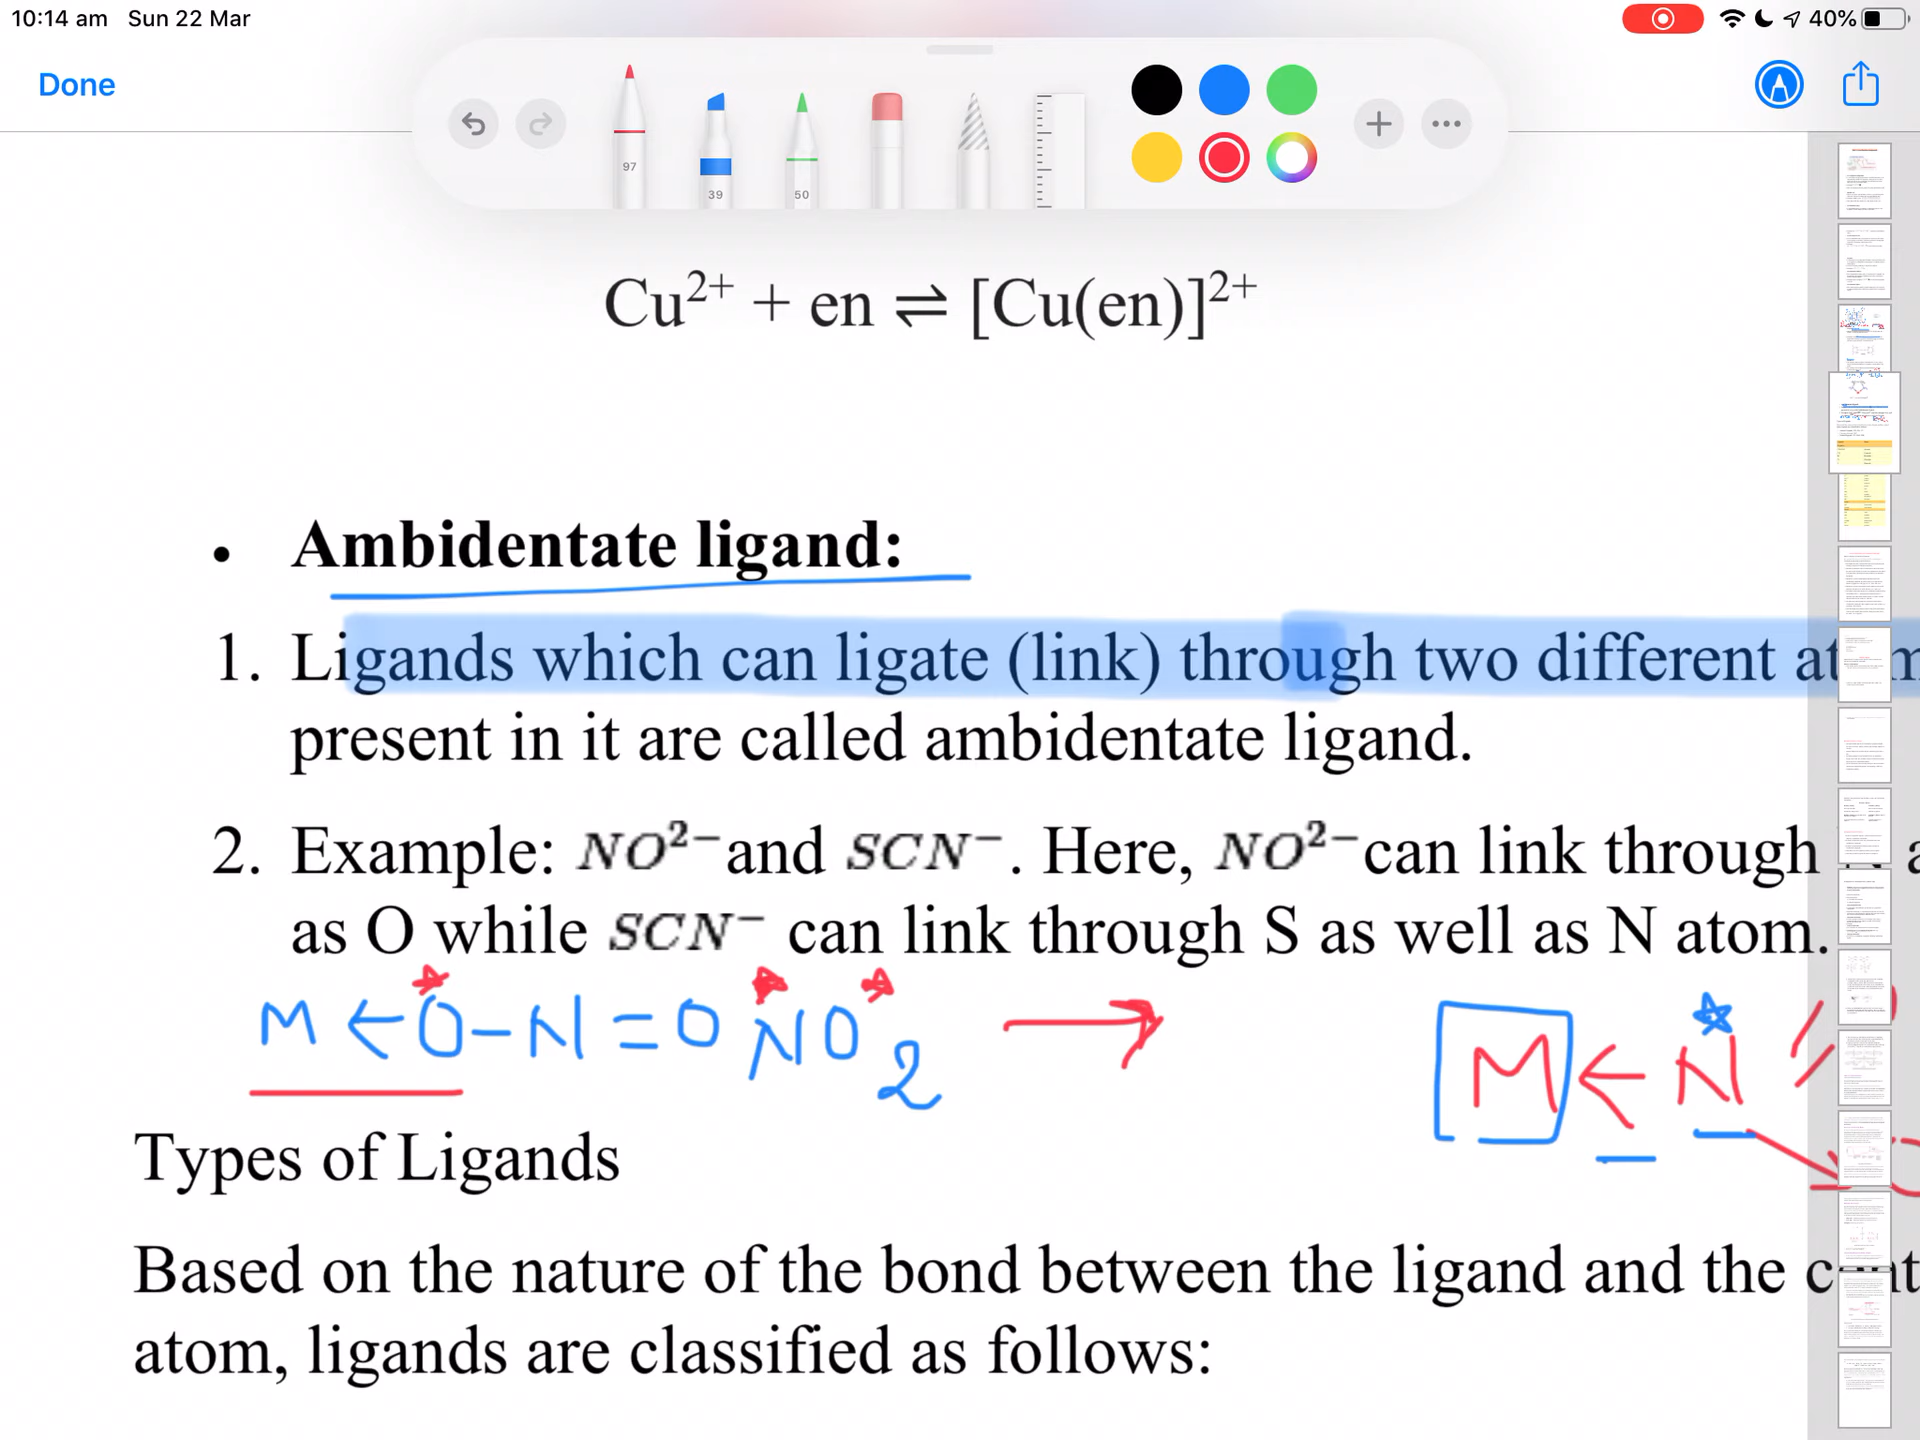 10:14 am Sun 22 Mar
40%
Done
97
39
50
Cu²⁺ + en ⇌ [Cu(en)]²⁺
• Ambidentate ligand:
1. Ligands which can ligate (link) through two different
present in it are called ambidentate ligand.
2. Example: NO²⁻ and SCN⁻. Here, NO²⁻ can link through
as O while SCN⁻ can link through S as well as N atom.
M ← O – N = O NO₂ → M ← N
Types of Ligands
Based on the nature of the bond between the ligand and the
atom, ligands are classified as follows: